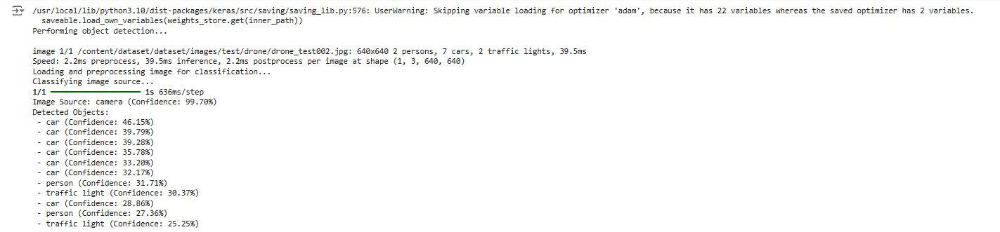 /usr/local/lib/python3.10/dist-packages/keras/src/saving/saving_lib.py:576: UserWarning: Skipping variable loading for optimizer 'adam', because it has 22 variables whereas the saved optimizer has 2 variables.
  saveable.load_own_variables(weights_store.get(inner_path))
Performing object detection...

image 1/1 /content/dataset/dataset/images/test/drone/drone_test002.jpg: 640x640 2 persons, 7 cars, 2 traffic lights, 39.5ms
Speed: 2.2ms preprocess, 39.5ms inference, 2.2ms postprocess per image at shape (1, 3, 640, 640)
Loading and preprocessing image for classification...
Classifying image source...
1/1 ━━━━━━━━━━━━━━━━━━━━ 1s 636ms/step
Image Source: camera (Confidence: 99.70%)
Detected Objects:
 - car (Confidence: 46.15%)
 - car (Confidence: 39.79%)
 - car (Confidence: 39.28%)
 - car (Confidence: 35.78%)
 - car (Confidence: 33.20%)
 - car (Confidence: 32.17%)
 - person (Confidence: 31.71%)
 - traffic light (Confidence: 30.37%)
 - car (Confidence: 28.86%)
 - person (Confidence: 27.36%)
 - traffic light (Confidence: 25.25%)